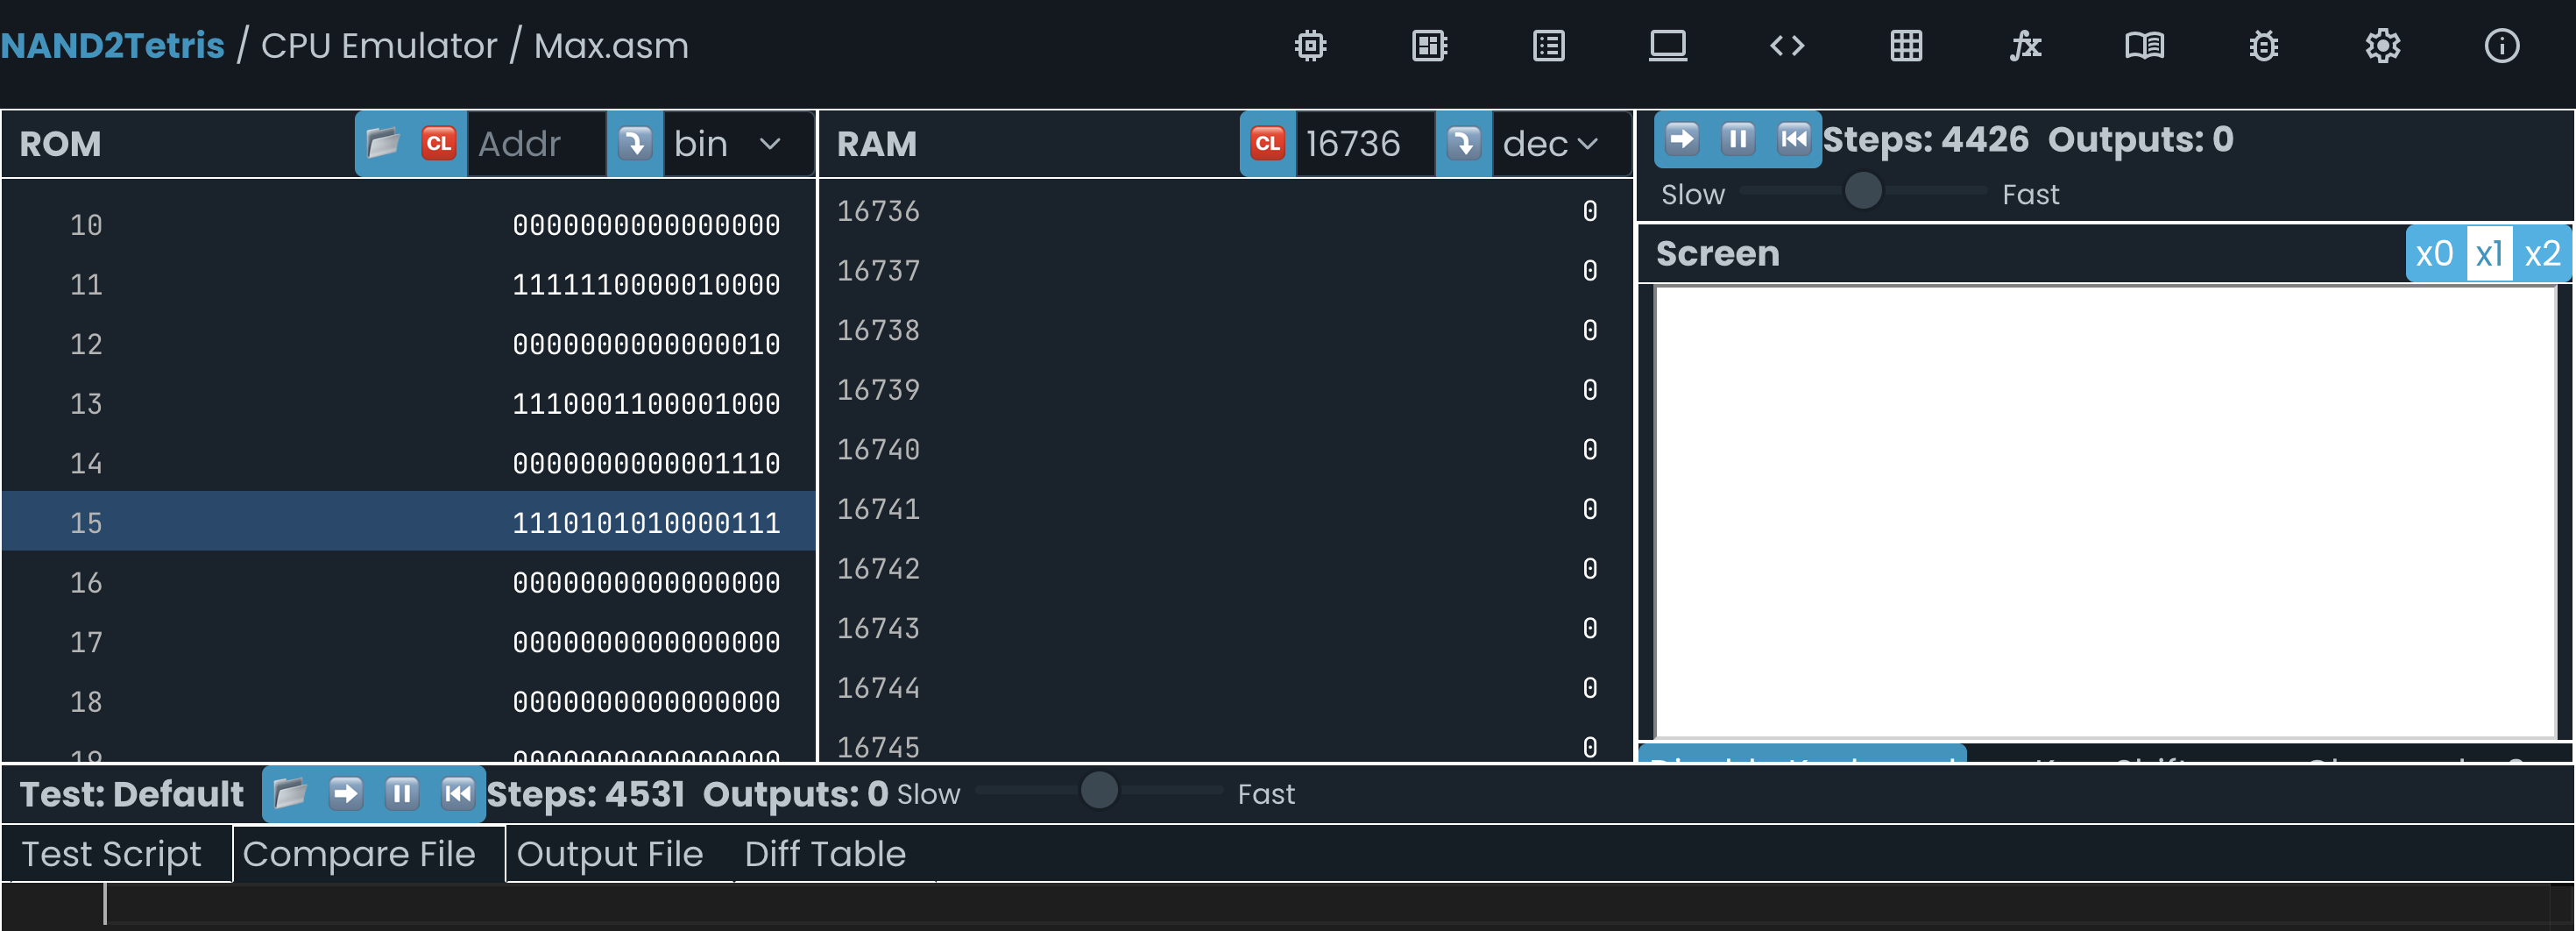 NAND2Tetris / CPU Emulator / Max.asm
ROM CL Addr bin
10 0000000000000000
11 1111110000010000
12 0000000000000010
13 1110001100001000
14 0000000000001110
15 1110101010000111
16 0000000000000000
17 0000000000000000
18 0000000000000000
19 0000000000000000
RAM CL 16736 dec
16736 0
16737 0
16738 0
16739 0
16740 0
16741 0
16742 0
16743 0
16744 0
16745 0
Steps: 4426 Outputs: 0
Slow Fast
Screen x0 x1 x2
Test: Default Steps: 4531 Outputs: 0 Slow Fast
Test Script Compare File Output File Diff Table